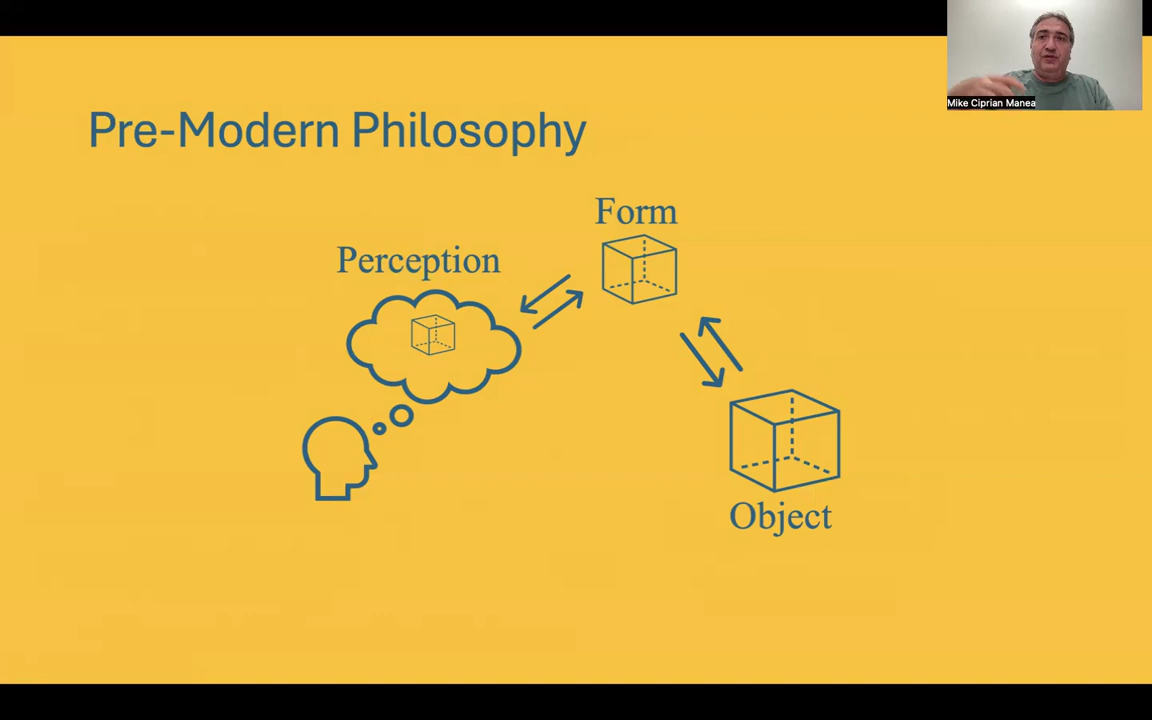 Pre-Modern Philosophy
Mike Ciprian Manea
Form
Perception
Object